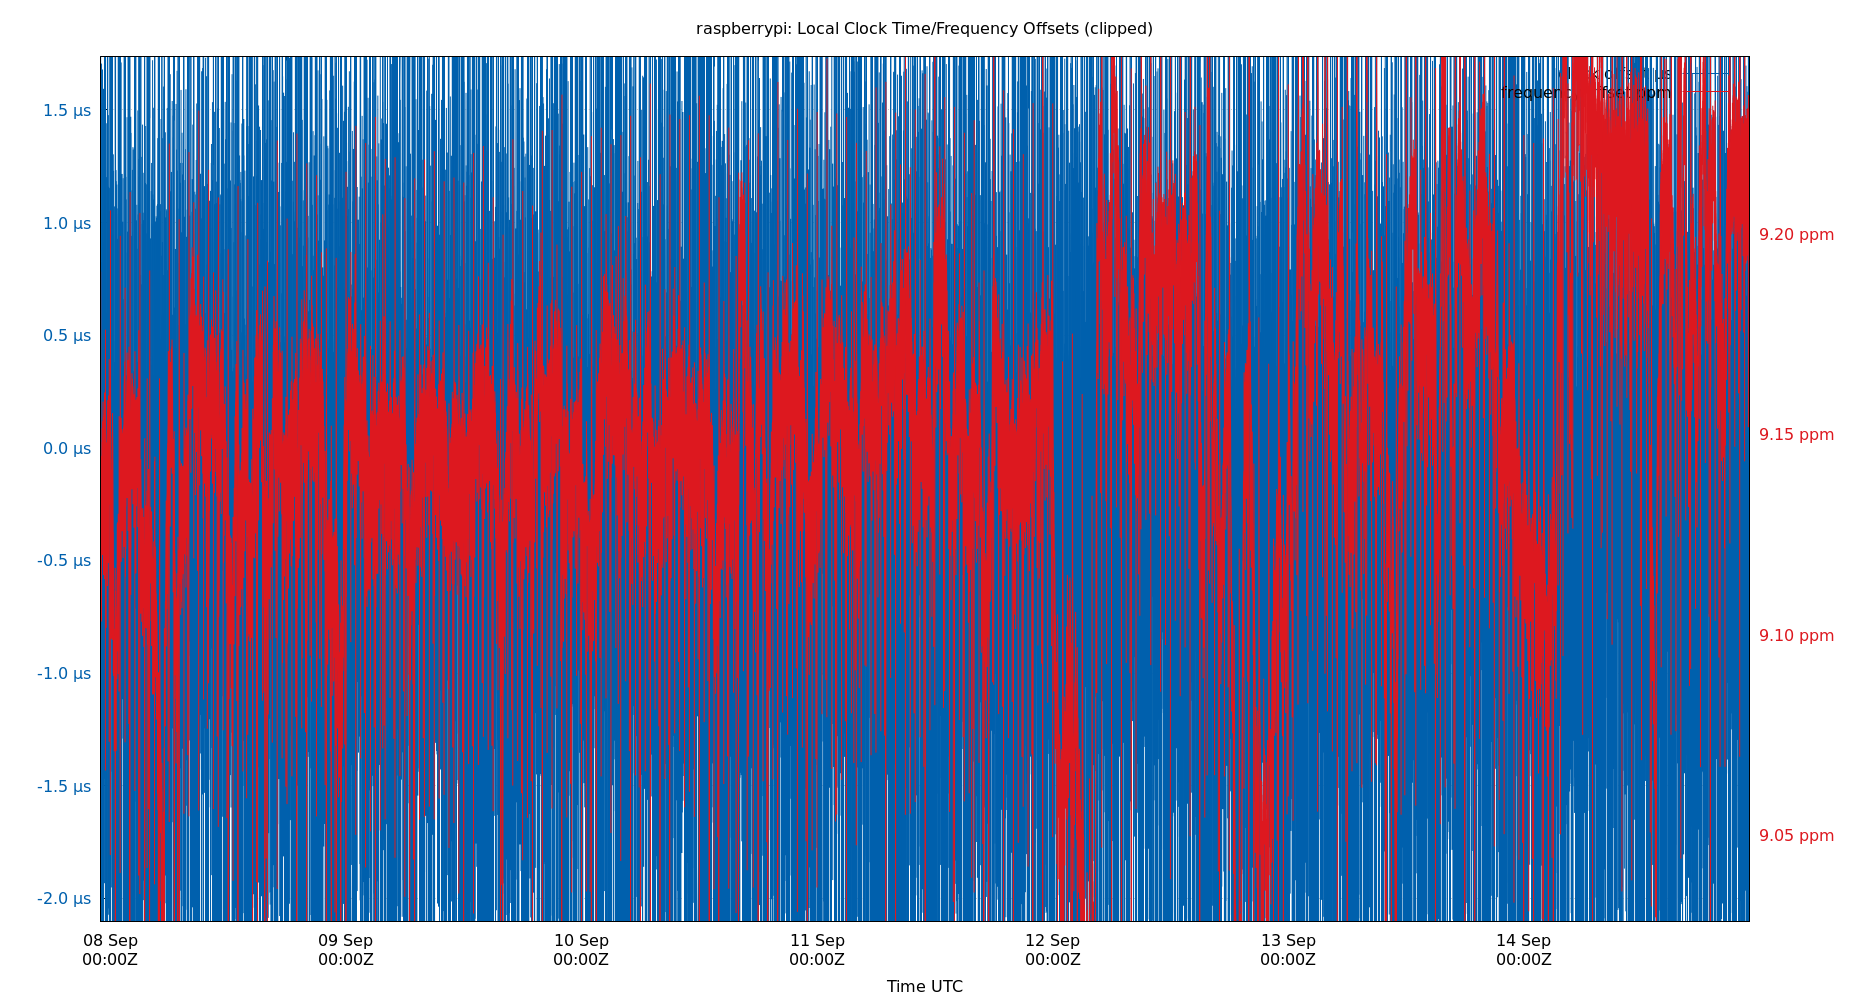 raspberrypi: Local Clock Time/Frequency Offsets (clipped)
frequency offset ppm
1.5 µs
1.0 µs
0.5 µs
0.0 µs
-0.5 µs
-1.0 µs
-1.5 µs
-2.0 µs
9.20 ppm
9.15 ppm
9.10 ppm
9.05 ppm
08 Sep 09 Sep 10 Sep 11 Sep 12 Sep 13 Sep 14 Sep
00:00Z 00:00Z 00:00Z 00:00Z 00:00Z 00:00Z 00:00Z
Time UTC